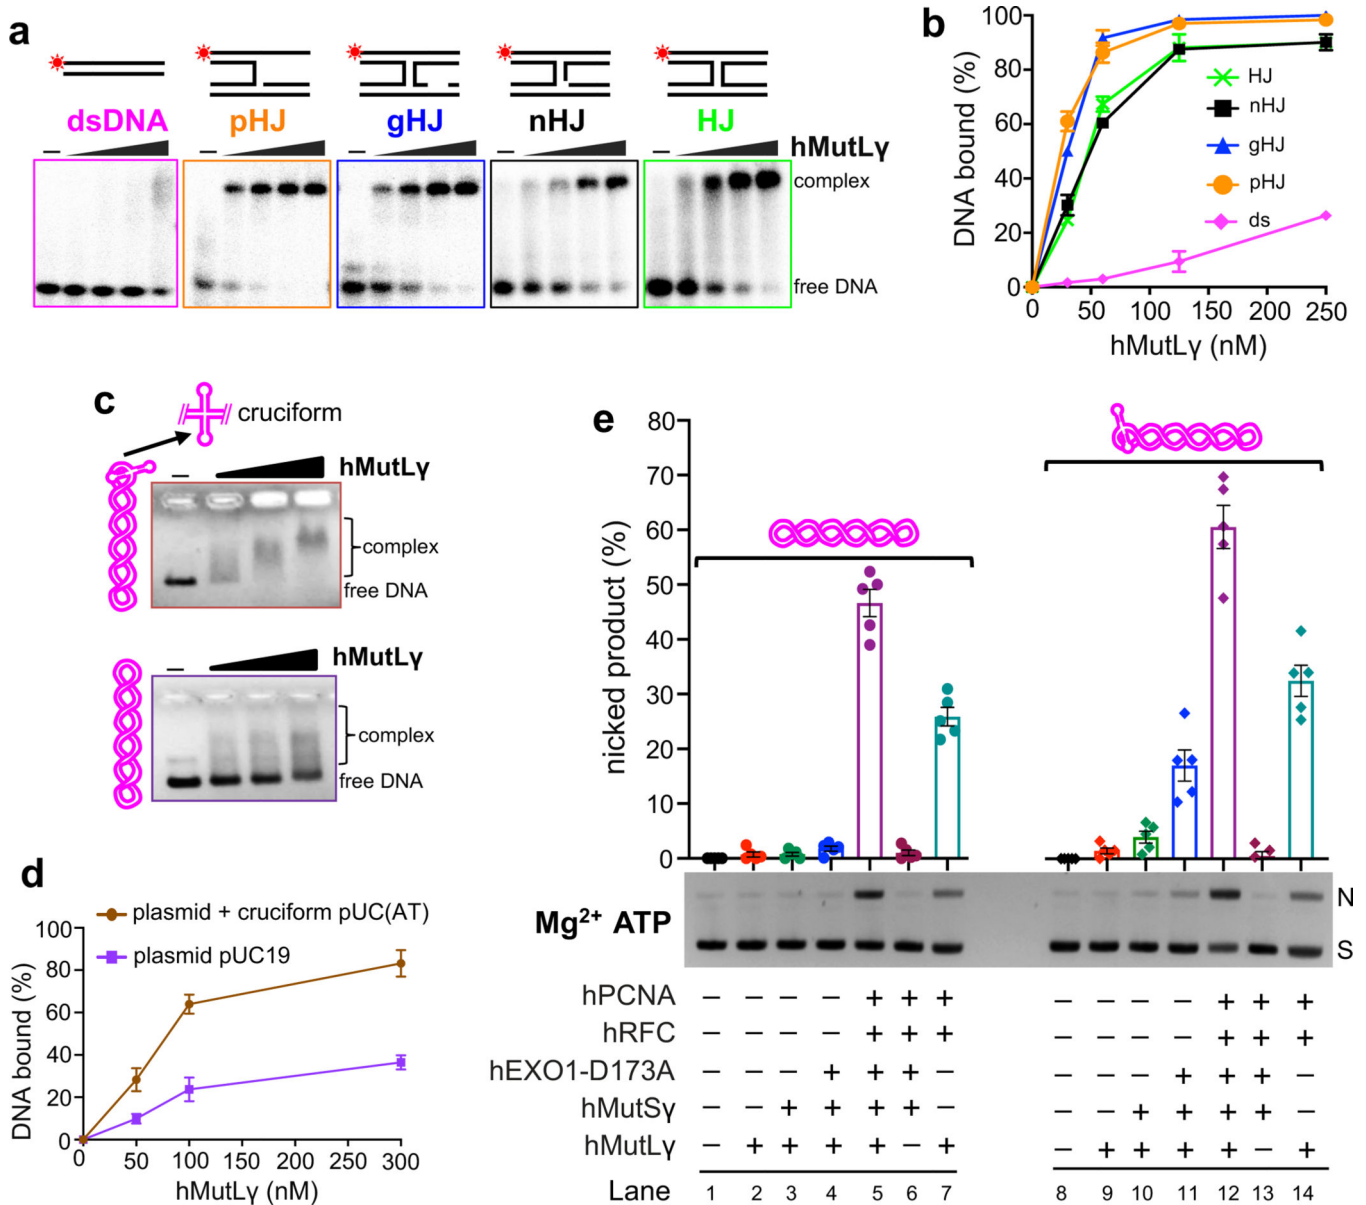 a
dsDNA pHJ gHJ nHJ HJ
– – – – – hMutLγ
complex
free DNA
b
DNA bound (%)
100
80
60
40
20
0
HJ
nHJ
gHJ
pHJ
ds
0 50 100 150 200 250
hMutLγ (nM)
c
cruciform
– hMutLγ
complex
free DNA
– hMutLγ
complex
free DNA
d
plasmid + cruciform pUC(AT)
plasmid pUC19
DNA bound (%)
100
80
60
40
20
0
0 50 100 150 200 250 300
hMutLγ (nM)
e
nicked product (%)
80
70
60
50
40
30
20
10
0
Mg2+ ATP
N
S
hPCNA – – – – + + + – – – – + + +
hRFC – – – – + + + – – – – + + +
hEXO1-D173A – – – + + + – – – – + + + –
hMutSγ – – + + + + – – – + + + + –
hMutLγ – + + + + – + – + + + + – +
Lane 1 2 3 4 5 6 7 8 9 10 11 12 13 14